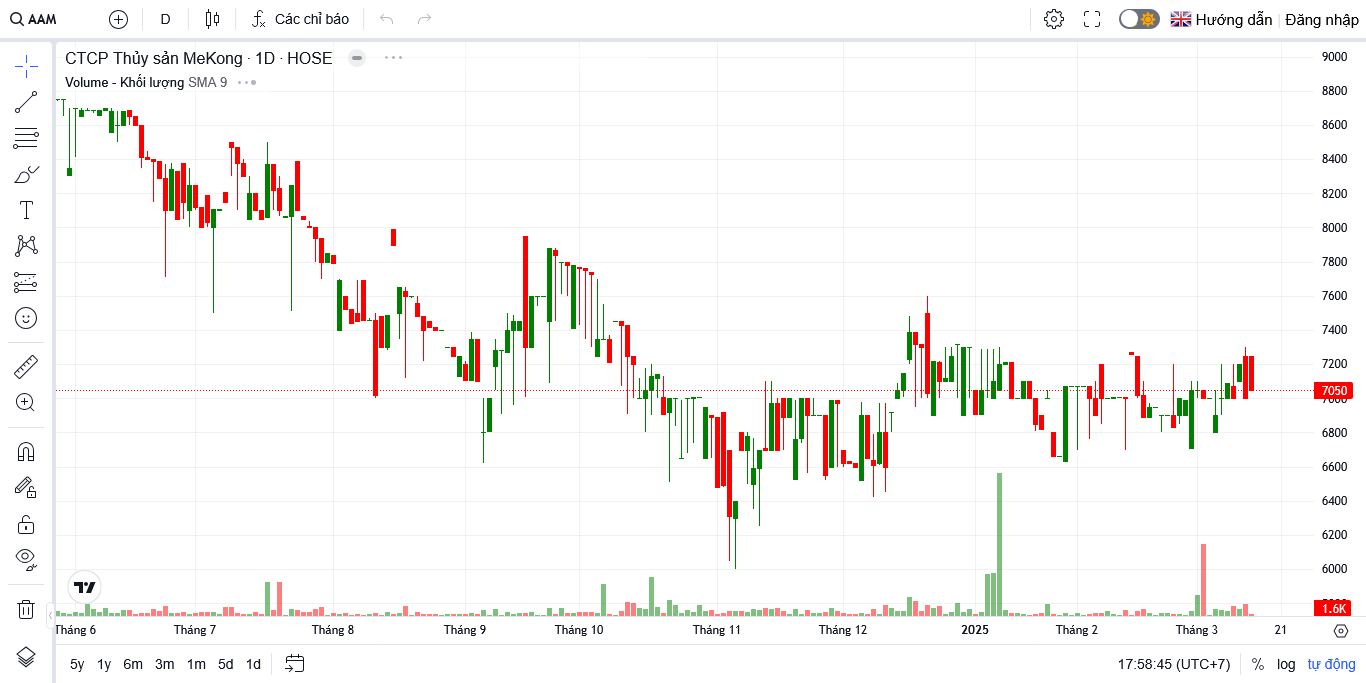 AAM D Các chỉ báo Hướng dẫn Đăng nhập
CTCP Thủy sản MeKong · 1D · HOSE
Volume - Khối lượng SMA 9
9000
8800
8600
8400
8200
8000
7800
7600
7400
7200
7050
7000
6800
6600
6400
6200
6000
1.6K
Tháng 6 Tháng 7 Tháng 8 Tháng 9 Tháng 10 Tháng 11 Tháng 12 2025 Tháng 2 Tháng 3 21
5y 1y 6m 3m 1m 5d 1d 17:58:45 (UTC+7) % log tự động